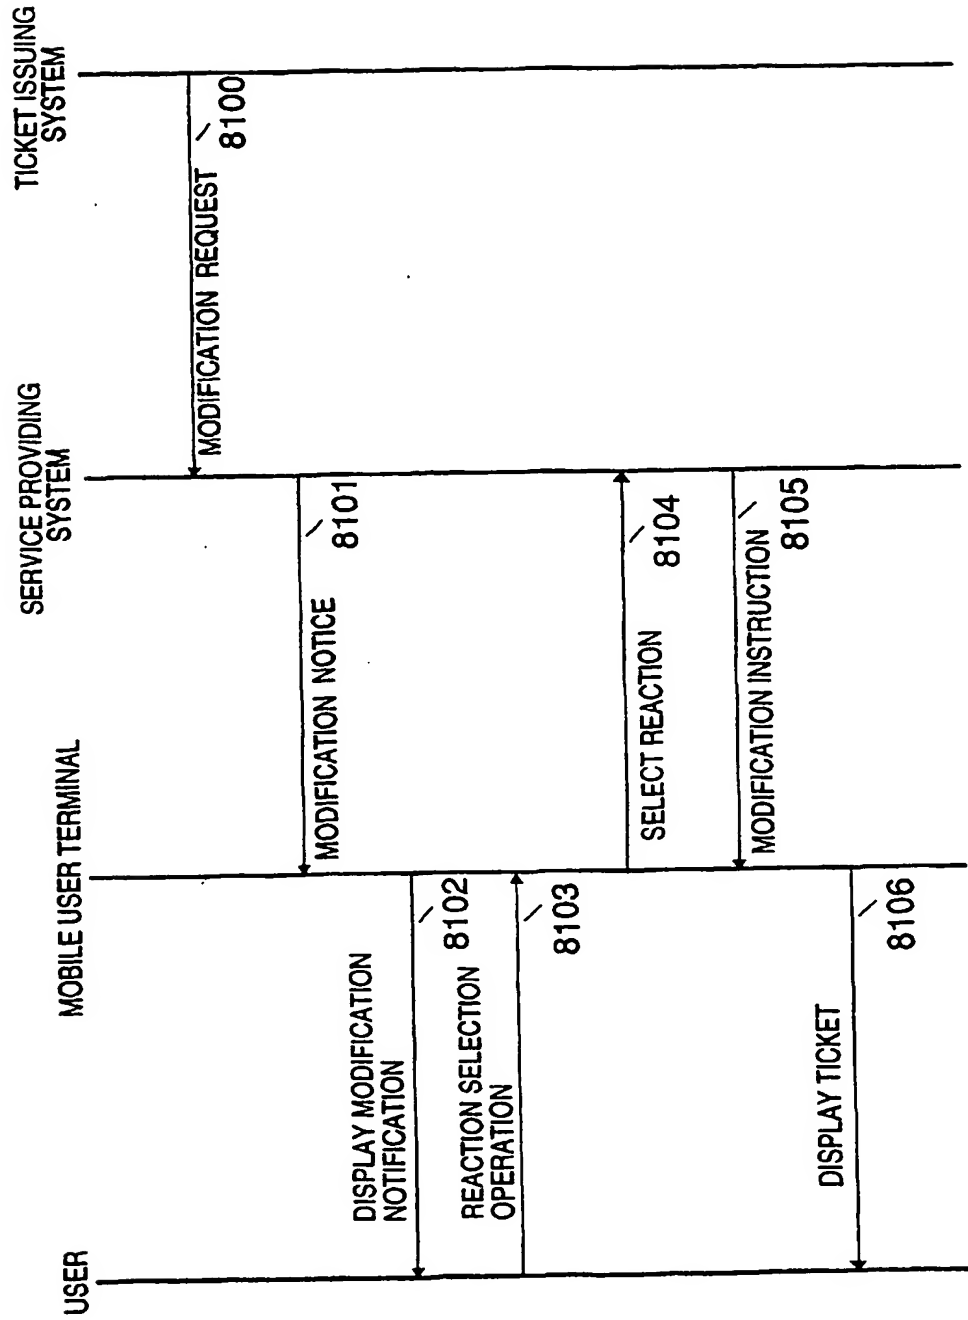 USER
MOBILE USER TERMINAL
SERVICE PROVIDING
SYSTEM
TICKET ISSUING
SYSTEM
MODIFICATION REQUEST
8100
MODIFICATION NOTICE
8101
DISPLAY MODIFICATION
NOTIFICATION
8102
REACTION SELECTION
OPERATION
8103
SELECT REACTION
8104
MODIFICATION INSTRUCTION
8105
DISPLAY TICKET
8106